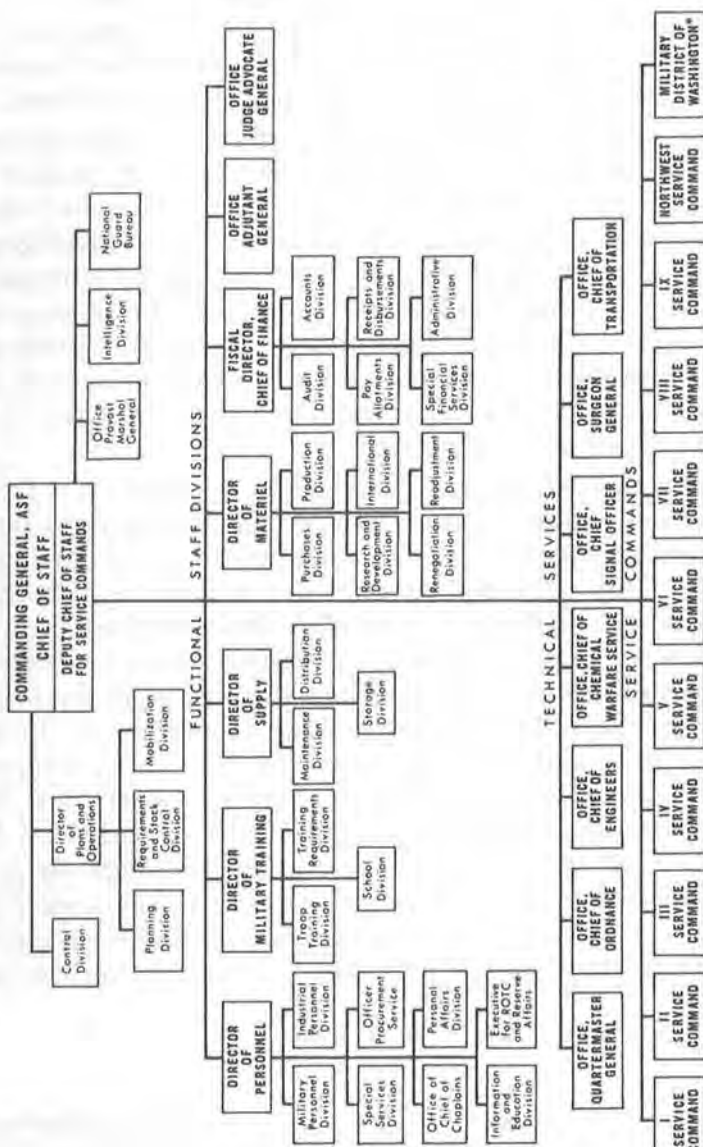 COMMANDING GENERAL, ASF
CHIEF OF STAFF
DEPUTY CHIEF OF STAFF
FOR SERVICE COMMANDS
Control
Division
Director
of
Plans and
Operations
Planning
Division
Requirements
and Stock
Control
Division
Mobilization
Division
Office
Provost
Marshal
General
Intelligence
Division
National
Guard
Bureau
FUNCTIONAL STAFF DIVISIONS
DIRECTOR
OF
PERSONNEL
Military
Personnel
Division
Industrial
Personnel
Division
Special
Services
Division
Officer
Procurement
Service
Office of
Chief of
Chaplains
Personal
Affairs
Division
Information
and
Education
Division
Executive
for ROTC
and Reserve
Affairs
DIRECTOR
OF
MILITARY TRAINING
Troop
Training
Division
Training
Requirements
Division
School
Division
DIRECTOR
OF
SUPPLY
Maintenance
Division
Distribution
Division
Storage
Division
DIRECTOR
OF
MATERIEL
Purchases
Division
Production
Division
Research and
Development
Division
International
Division
Renegotiation
Division
Readjustment
Division
FISCAL
DIRECTOR,
CHIEF OF FINANCE
Audit
Division
Accounts
Division
Pay
Allotments
Division
Receipts and
Disbursements
Division
Special
Financial
Services
Division
Administrative
Division
OFFICE
ADJUTANT
GENERAL
OFFICE
JUDGE ADVOCATE
GENERAL
TECHNICAL SERVICES
OFFICE,
QUARTERMASTER
GENERAL
OFFICE,
CHIEF OF
ORDNANCE
OFFICE,
CHIEF OF
ENGINEERS
OFFICE, CHIEF OF
CHEMICAL
WARFARE SERVICE
OFFICE,
CHIEF
SIGNAL OFFICER
OFFICE,
SURGEON
GENERAL
OFFICE,
CHIEF OF
TRANSPORTATION
SERVICE COMMANDS
I
SERVICE
COMMAND
II
SERVICE
COMMAND
III
SERVICE
COMMAND
IV
SERVICE
COMMAND
V
SERVICE
COMMAND
VI
SERVICE
COMMAND
VII
SERVICE
COMMAND
VIII
SERVICE
COMMAND
IX
SERVICE
COMMAND
NORTHWEST
SERVICE
COMMAND
MILITARY
DISTRICT OF
WASHINGTON*